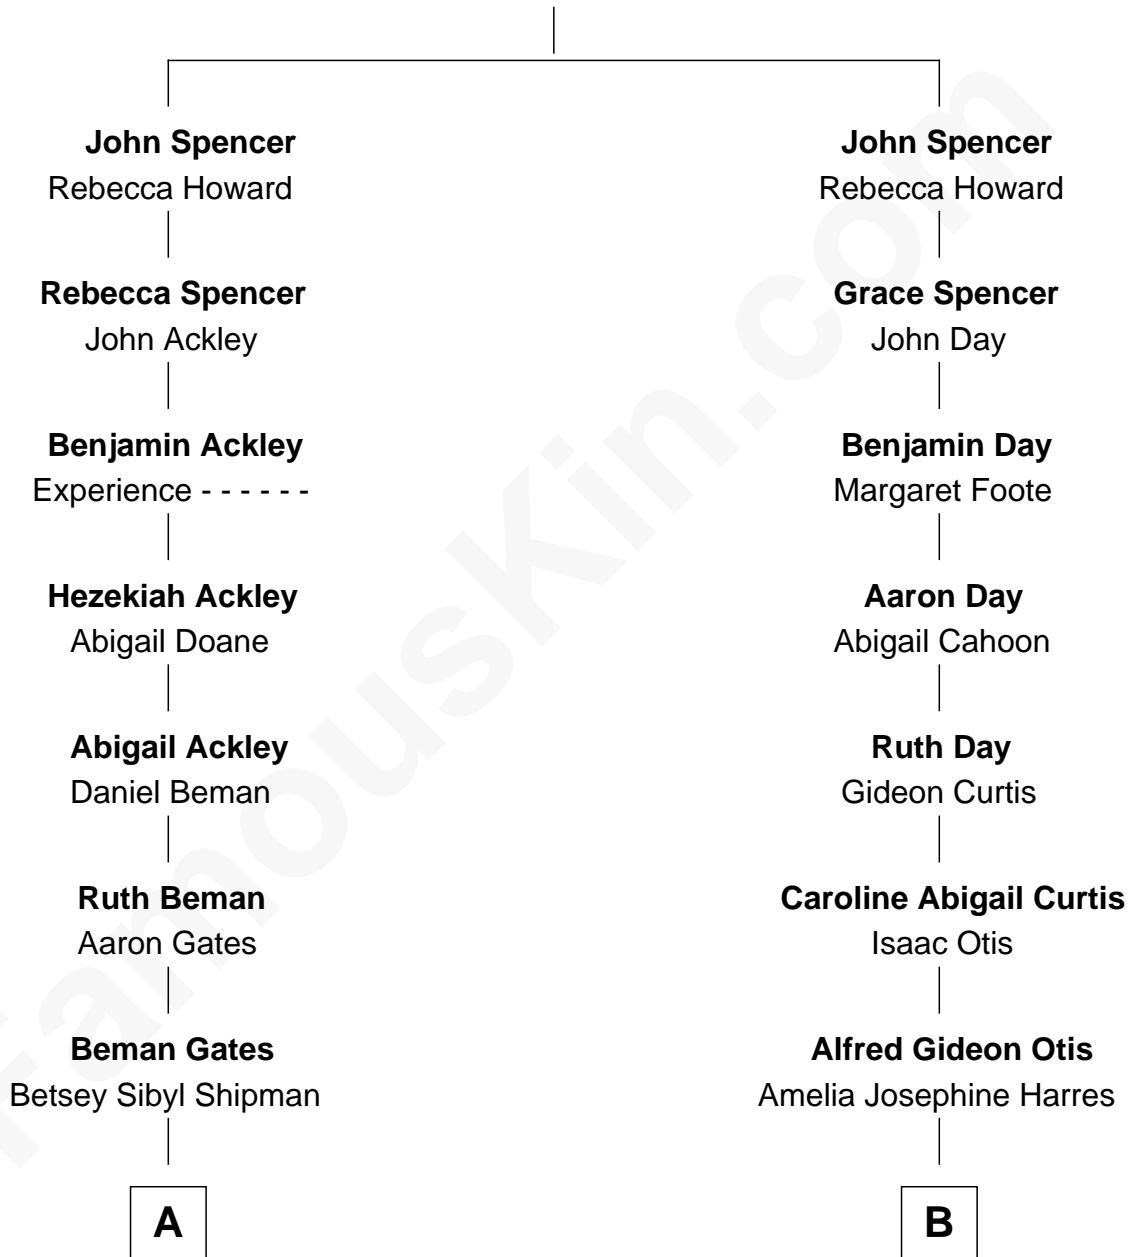 John Spencer
Rebecca Howard
Rebecca Spencer
John Ackley
Benjamin Ackley
Experience - - - - - -
Hezekiah Ackley
Abigail Doane
Abigail Ackley
Daniel Beman
Ruth Beman
Aaron Gates
Beman Gates
Betsey Sibyl Shipman
A
John Spencer
Rebecca Howard
Grace Spencer
John Day
Benjamin Day
Margaret Foote
Aaron Day
Abigail Cahoon
Ruth Day
Gideon Curtis
Caroline Abigail Curtis
Isaac Otis
Alfred Gideon Otis
Amelia Josephine Harres
B
FamousKin.com